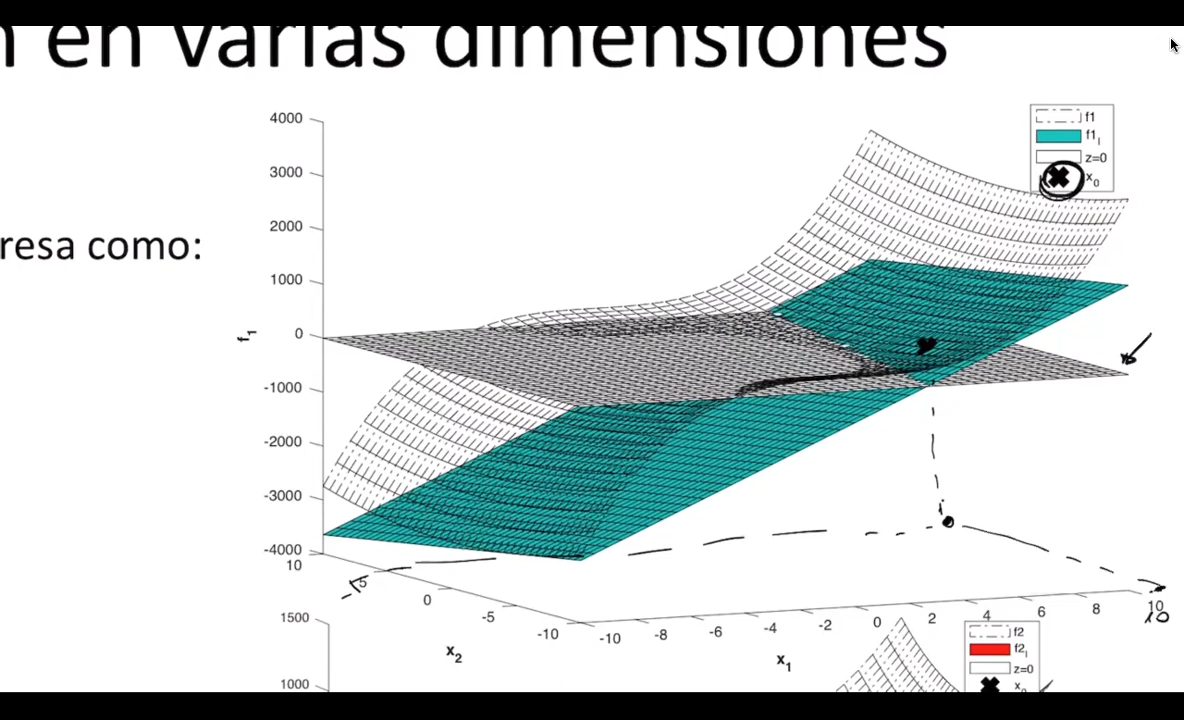 n en varias dimensiones
resa como:
4000
3000
2000
1000
0
-1000
-2000
-3000
-4000
f1
f1
f1l
z=0
x0
10
5
0
-5
-10
x2
-10
-8
-6
-4
-2
0
2
4
6
8
10
10
x1
1500
1000
f2
f2l
z=0
x0